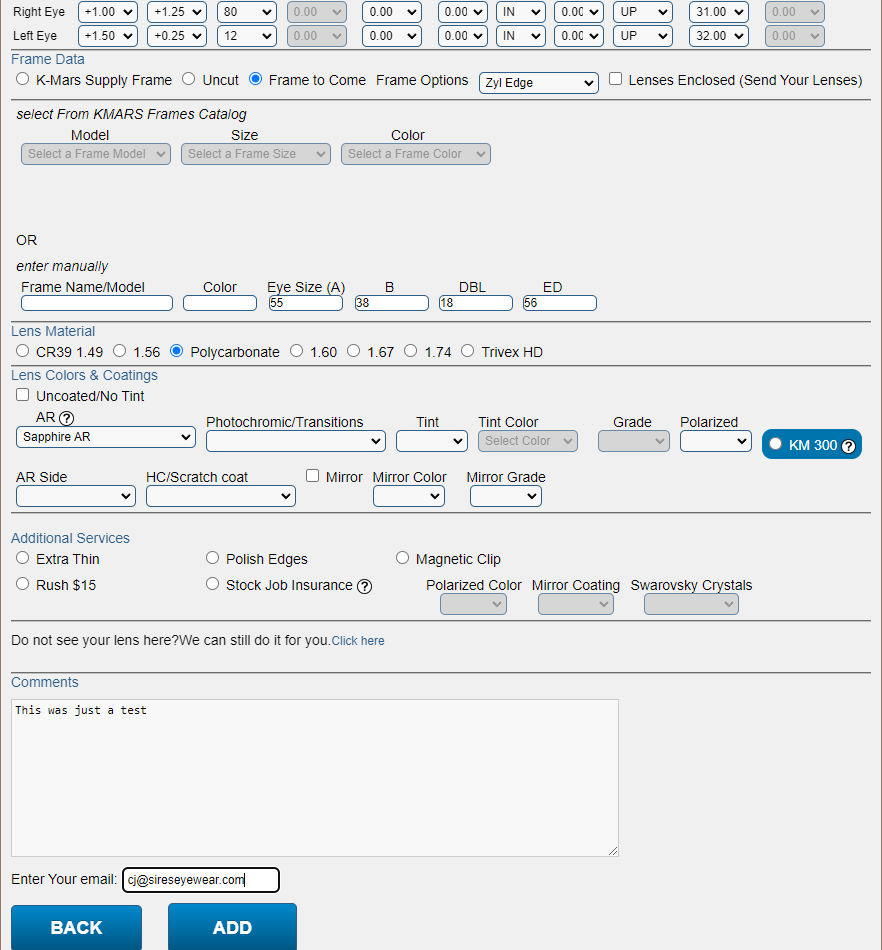 Right Eye +1.00 +1.25 80 0.00 0.00 0.00 IN 0.00 UP 31.00 0.00
Left Eye +1.50 +0.25 12 0.00 0.00 0.00 IN 0.00 UP 32.00 0.00
Frame Data
K-Mars Supply Frame Uncut Frame to Come Frame Options Zyl Edge Lenses Enclosed (Send Your Lenses)
select From KMARS Frames Catalog
Model Size Color
Select a Frame Model Select a Frame Size Select a Frame Color
OR
enter manually
Frame Name/Model Color Eye Size (A) B DBL ED
55 38 18 56
Lens Material
CR39 1.49 1.56 Polycarbonate 1.60 1.67 1.74 Trivex HD
Lens Colors & Coatings
Uncoated/No Tint
AR ? Photochromic/Transitions Tint Tint Color Grade Polarized
Sapphire AR Select Color KM 300 ?
AR Side HC/Scratch coat Mirror Mirror Color Mirror Grade
Additional Services
Extra Thin Polish Edges Magnetic Clip
Rush $15 Stock Job Insurance ? Polarized Color Mirror Coating Swarovsky Crystals
Do not see your lens here?We can still do it for you.Click here
Comments
This was just a test
Enter Your email: cj@sireseyewear.com
BACK ADD